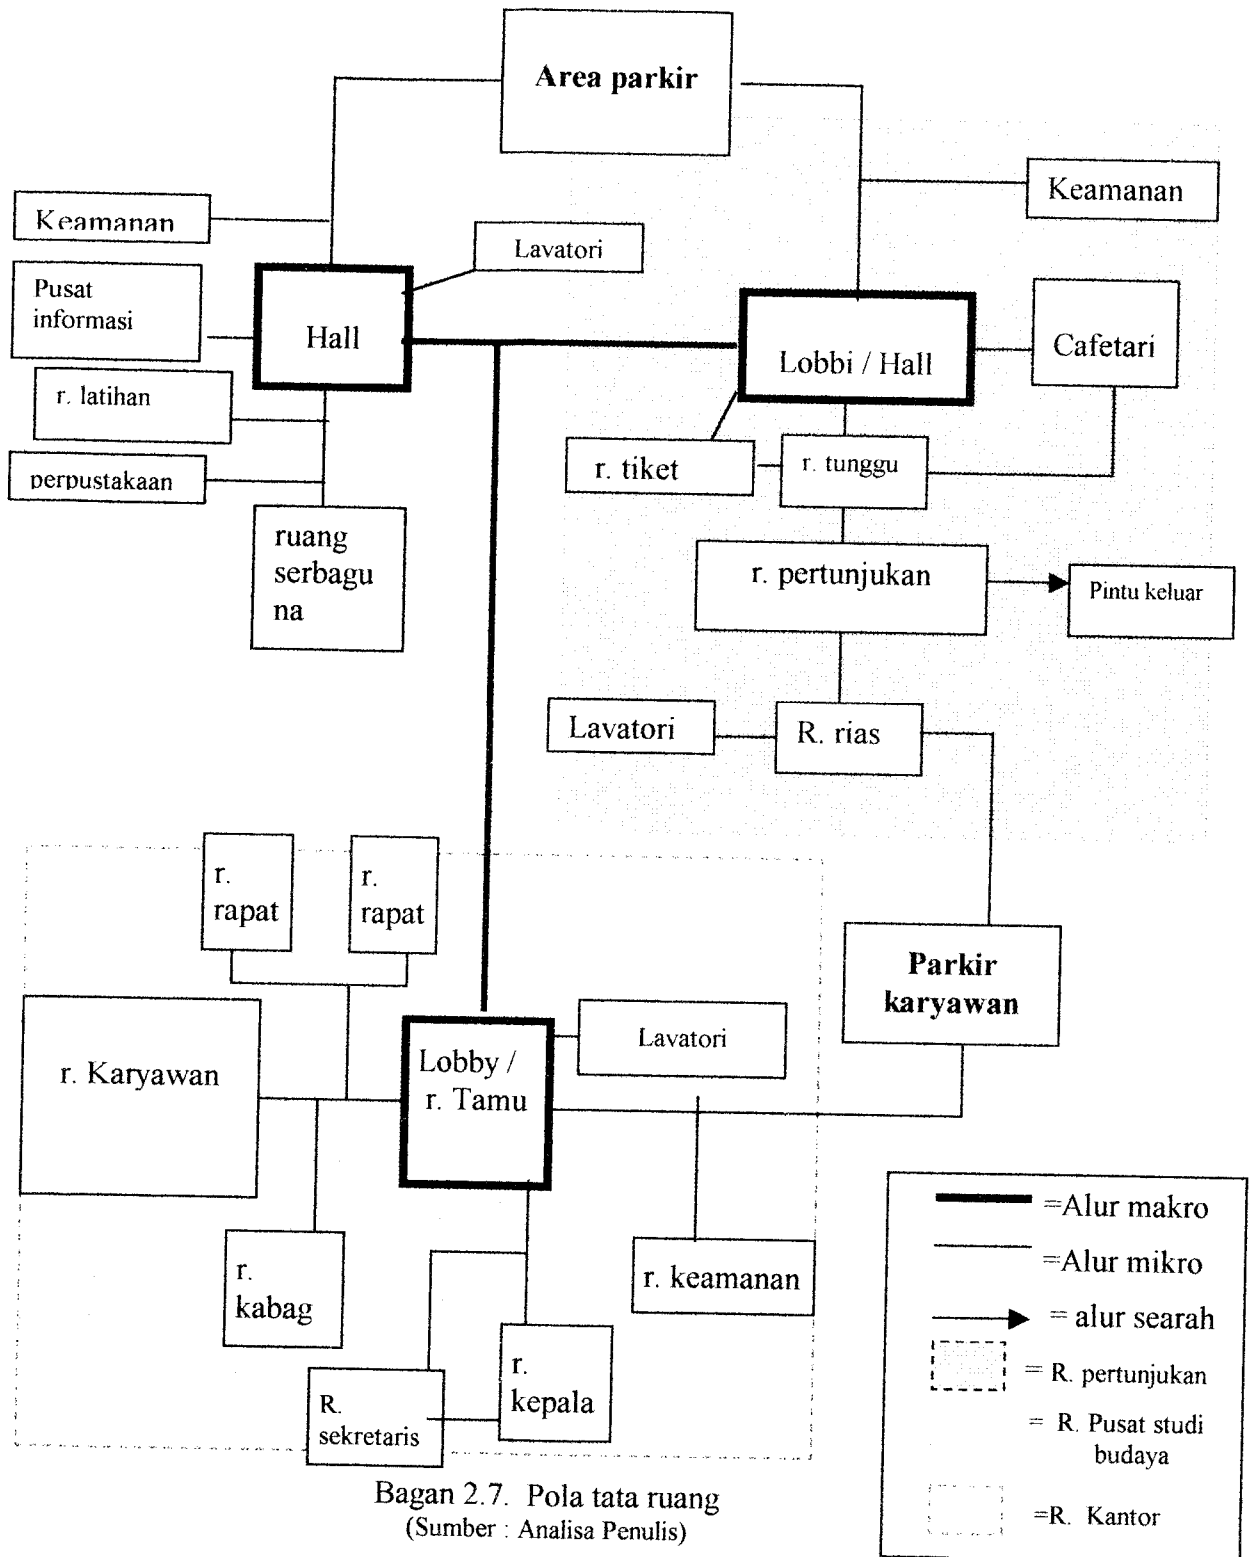 Area parkir
Keamanan
Keamanan
Lavatori
Pusat
informasi
Hall
Lobbi / Hall
Cafetari
r. latihan
r. tiket
r. tunggu
perpustakaan
ruang
serbagu
na
r. pertunjukan
Pintu keluar
Lavatori
R. rias
r.
rapat
r.
rapat
Parkir
karyawan
r. Karyawan
Lobby /
r. Tamu
Lavatori
r.
kabag
r. keamanan
R.
sekretaris
r.
kepala
=Alur makro
=Alur mikro
= alur searah
= R. pertunjukan
= R. Pusat studi
budaya
=R. Kantor
Bagan 2.7. Pola tata ruang
(Sumber : Analisa Penulis)